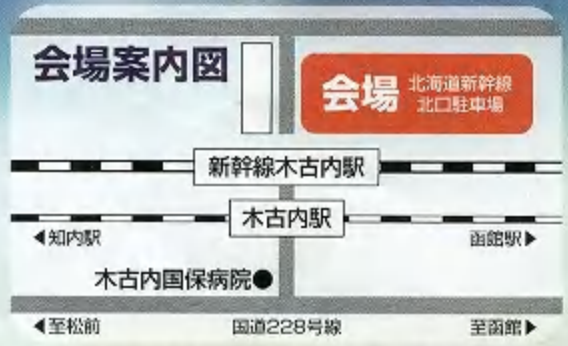 会場案内図
会場
北海道新幹線
北口駐車場
新幹線木古内駅
木古内駅
◀知内駅
函館駅▶
木古内国保病院●
◀至松前
国道228号線
至函館▶